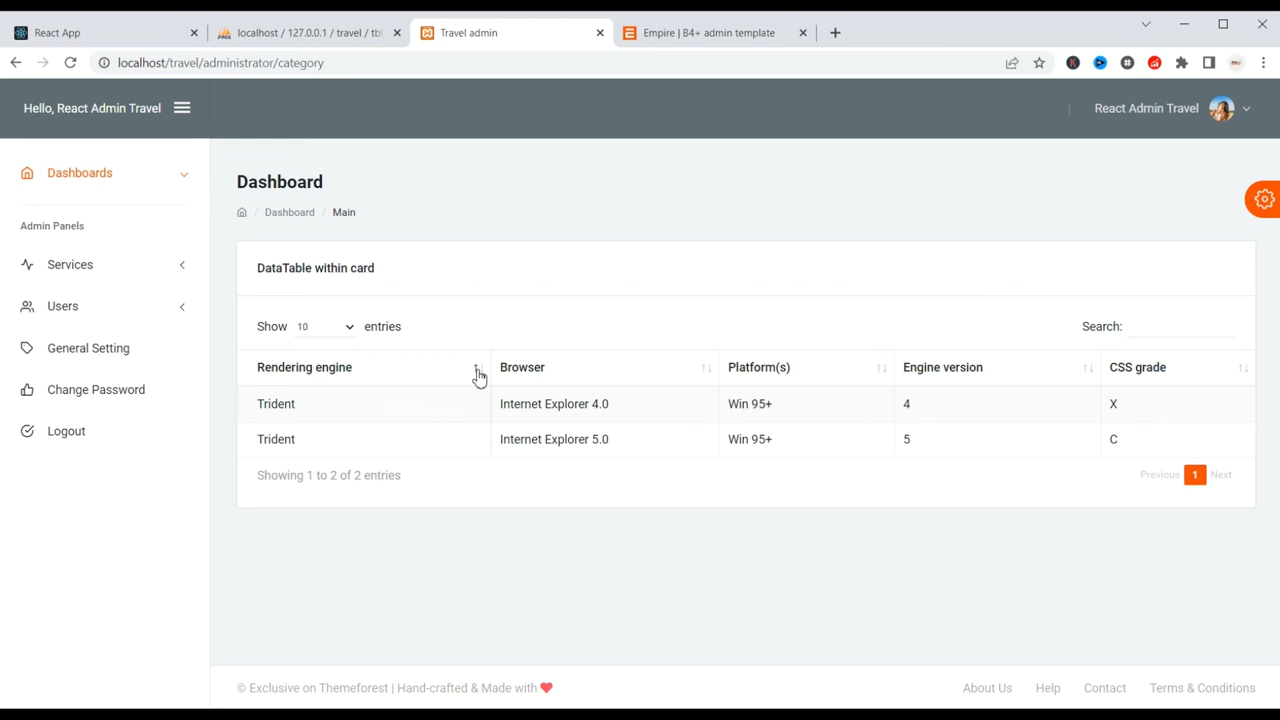 React App
localhost / 127.0.0.1 / travel / tbl_
Travel admin
Empire | 84+ admin template
localhost/travel/administrator/category
Hello, React Admin Travel
React Admin Travel
Dashboards
Admin Panels
Services
Users
General Setting
Change Password
Logout
Dashboard
/ Dashboard / Main
DataTable within card
Show 10 entries
Search:
Rendering engine Browser Platform(s) Engine version CSS grade
Trident Internet Explorer 4.0 Win 95+ 4 X
Trident Internet Explorer 5.0 Win 95+ 5 C
Showing 1 to 2 of 2 entries
Previous 1 Next
© Exclusive on Themeforest | Hand-crafted & Made with ❤
About Us Help Contact Terms & Conditions